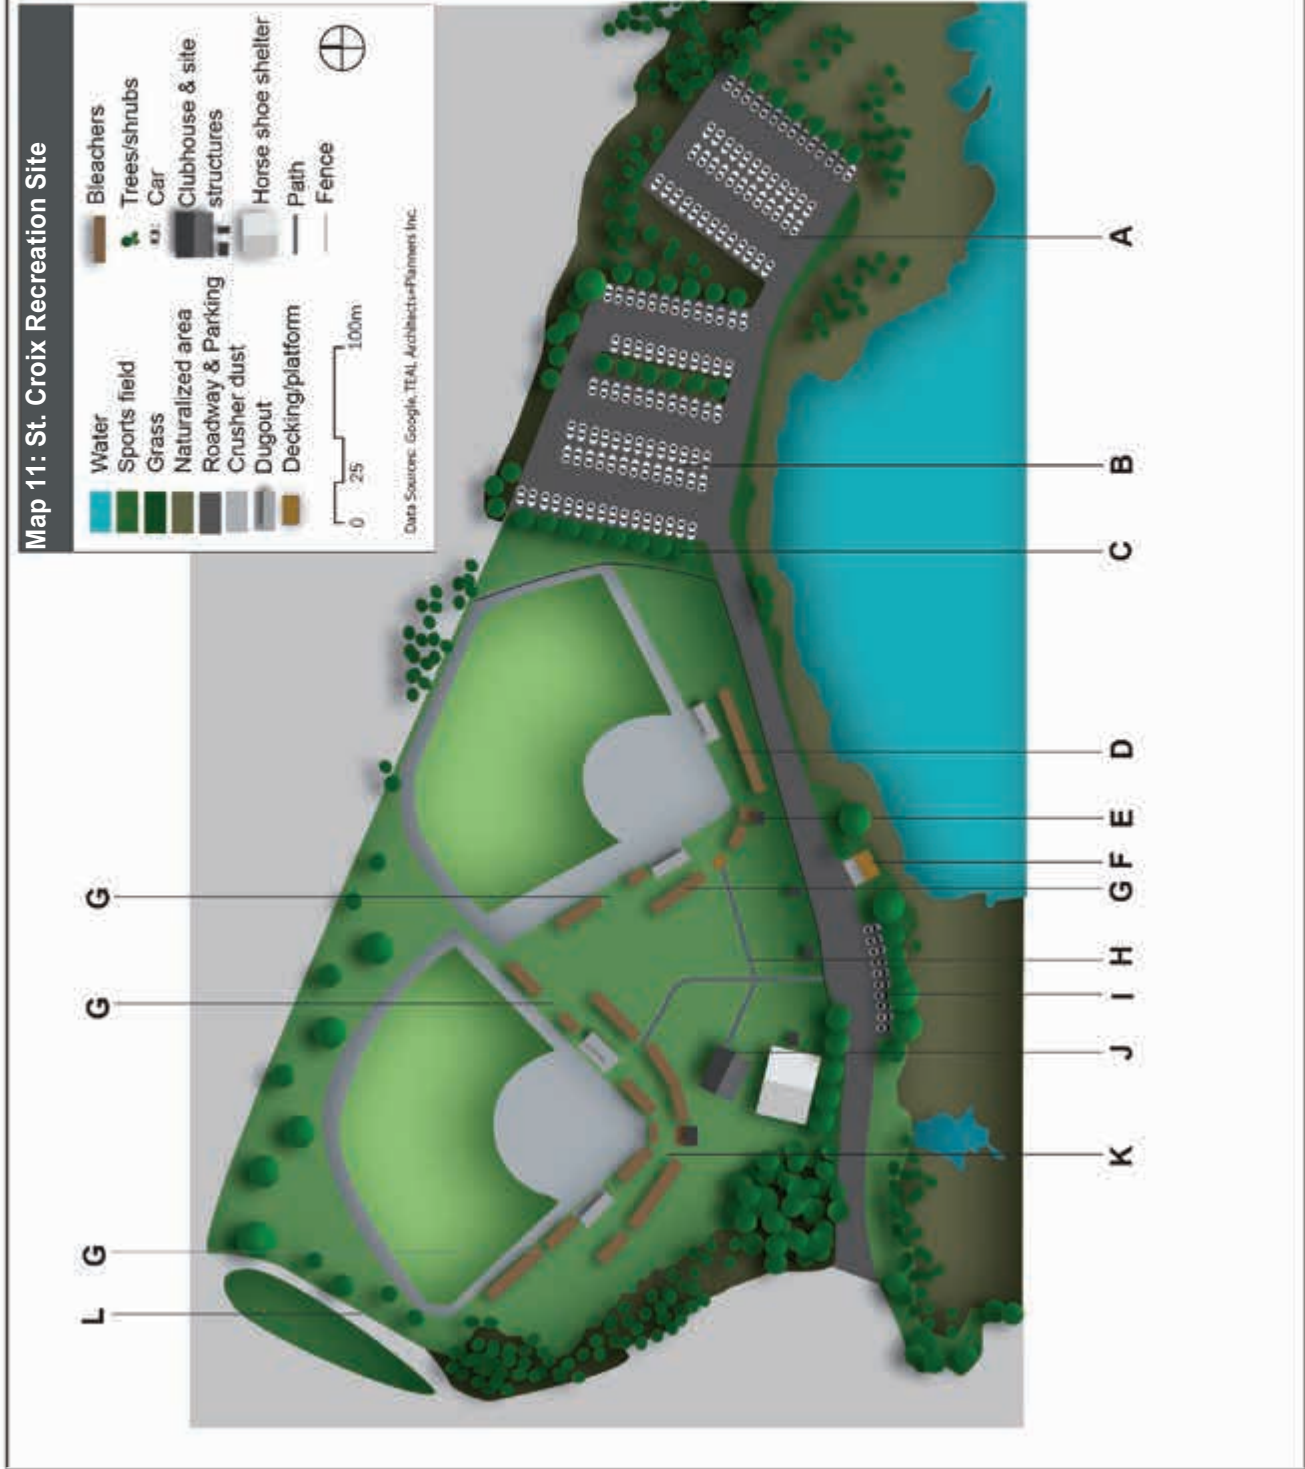 Map 11: St. Croix Recreation Site
Water
Sports field
Grass
Naturalized area
Roadway & Parking
Crusher dust
Dugout
Decking/platform
Bleachers
Trees/shrubs
Car
Clubhouse & site
structures
Horse shoe shelter
Path
Fence
0 25 100m
Data Sources: Google, TEAL Architects+Planners Inc.
L G G G
K J I H G F E D C B A